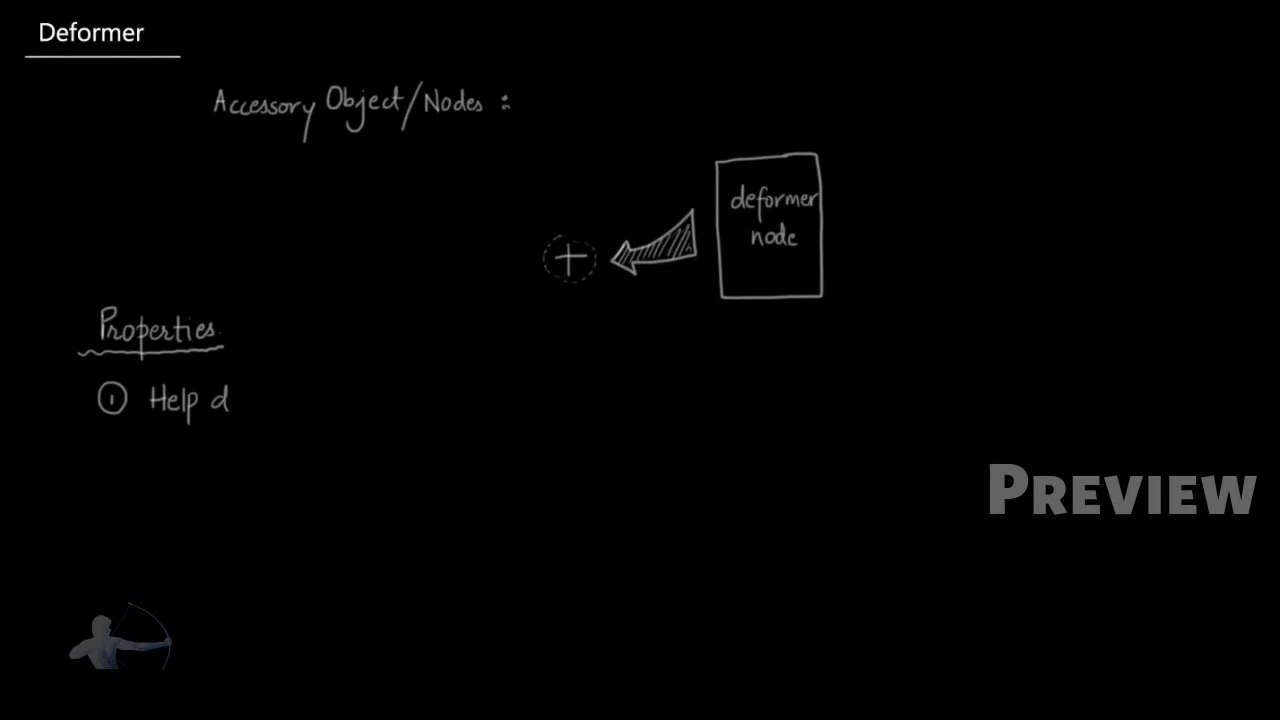 Deformer
Accessory Object/Nodes :
deformer
node
Properties
① Help d
PREVIEW